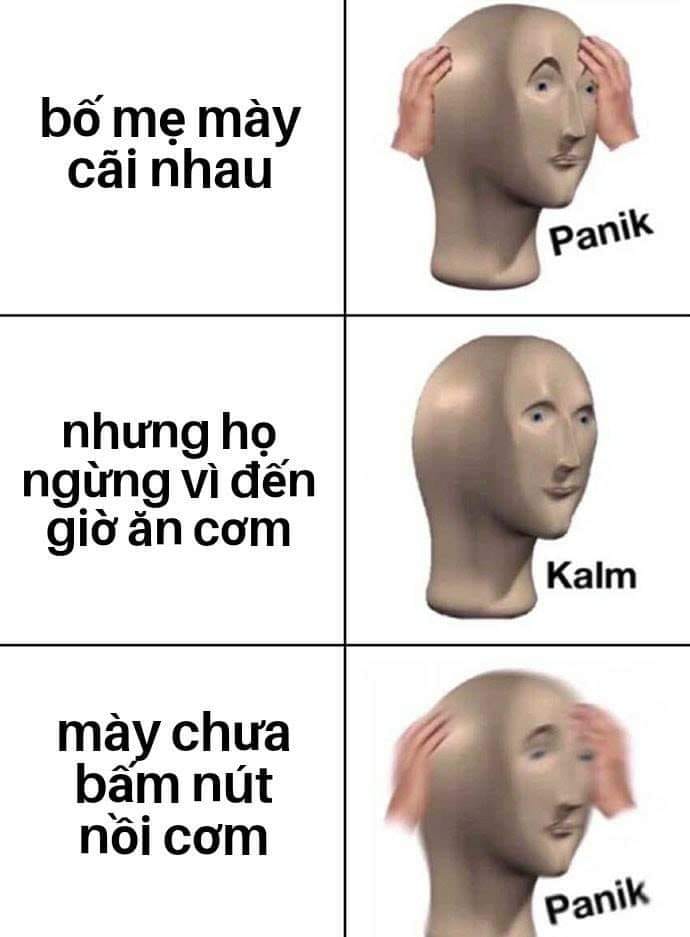 bố mẹ mày
cãi nhau
Panik
nhưng họ
ngừng vì đến
giờ ăn cơm
Kalm
mày chưa
bấm nút
nồi cơm
Panik